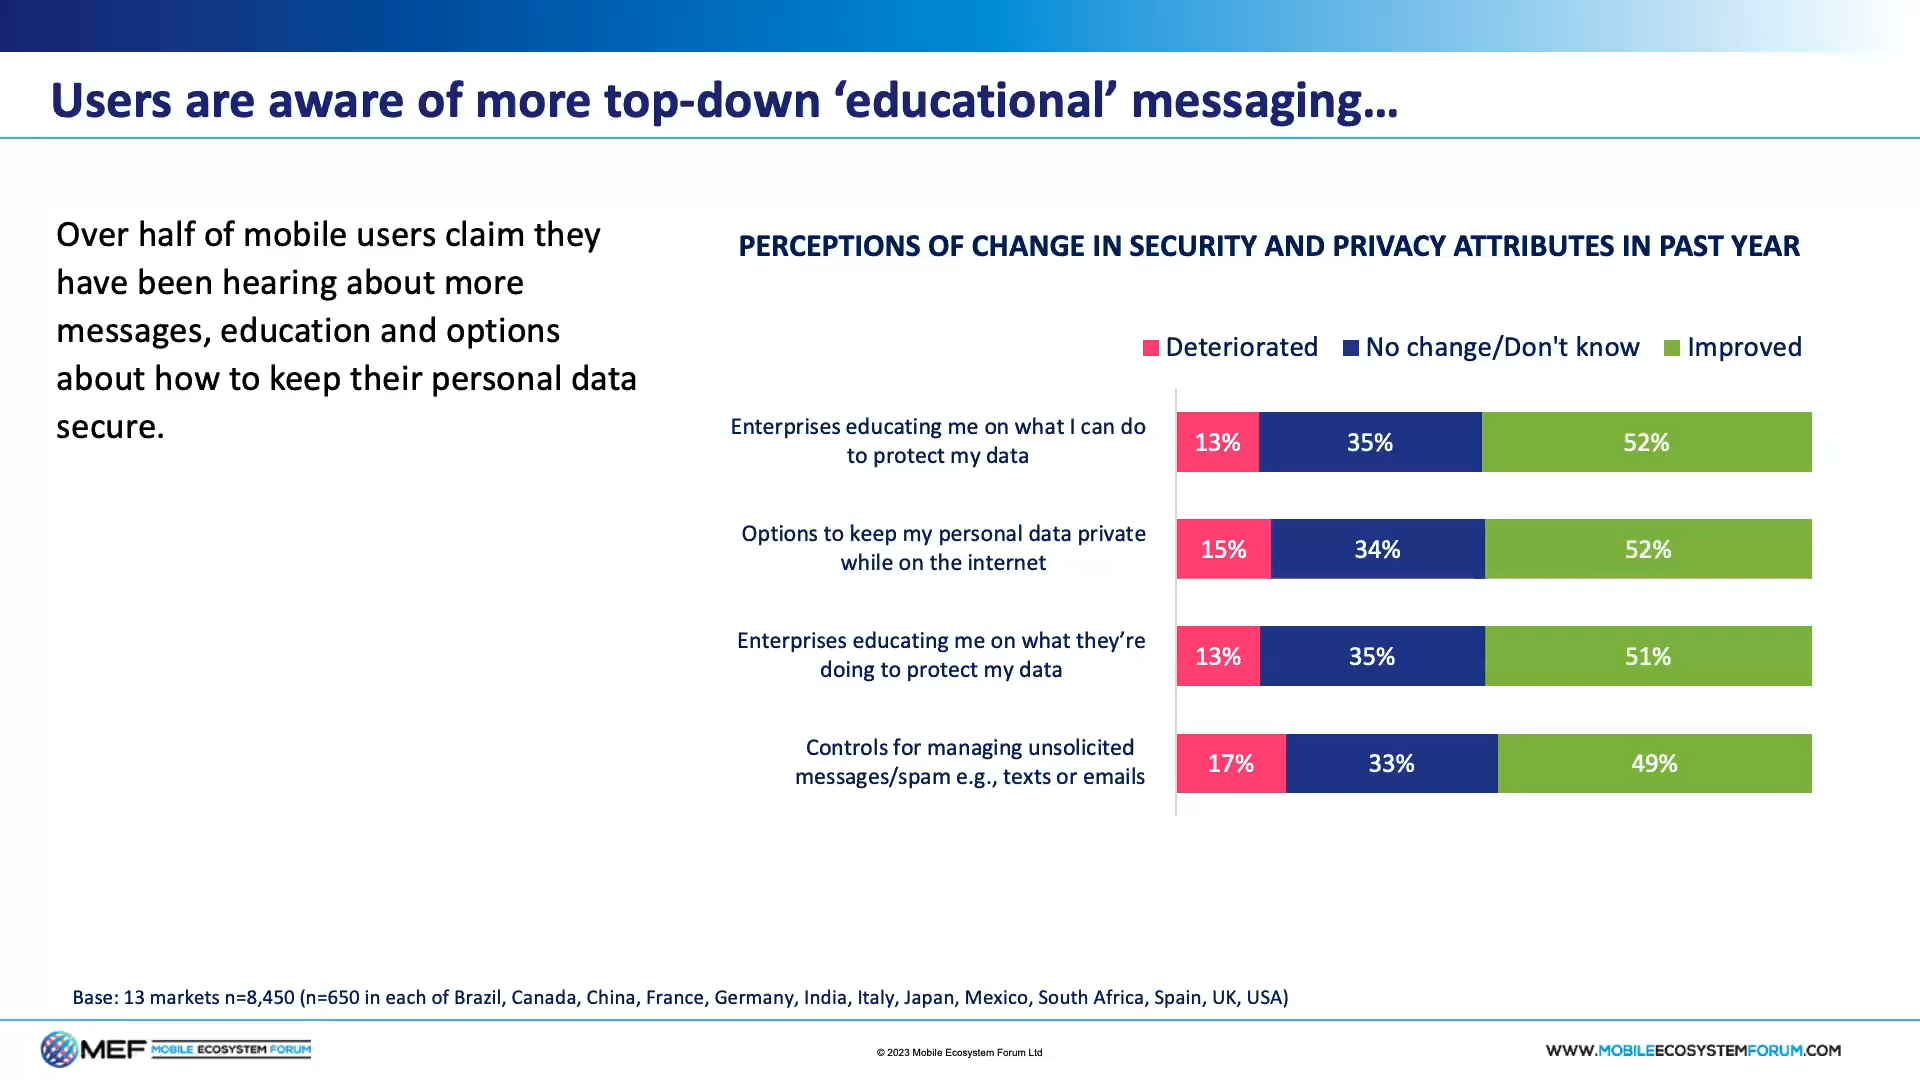 Users are aware of more top-down ‘educational’ messaging…
Over half of mobile users claim they
have been hearing about more
messages, education and options
about how to keep their personal data
secure.
PERCEPTIONS OF CHANGE IN SECURITY AND PRIVACY ATTRIBUTES IN PAST YEAR
Deteriorated No change/Don't know Improved
Enterprises educating me on what I can do
to protect my data
13% 35% 52%
Options to keep my personal data private
while on the internet
15% 34% 52%
Enterprises educating me on what they’re
doing to protect my data
13% 35% 51%
Controls for managing unsolicited
messages/spam e.g., texts or emails
17% 33% 49%
Base: 13 markets n=8,450 (n=650 in each of Brazil, Canada, China, France, Germany, India, Italy, Japan, Mexico, South Africa, Spain, UK, USA)
MEF MOBILE ECOSYSTEM FORUM
© 2023 Mobile Ecosystem Forum Ltd
WWW.MOBILEECOSYSTEMFORUM.COM